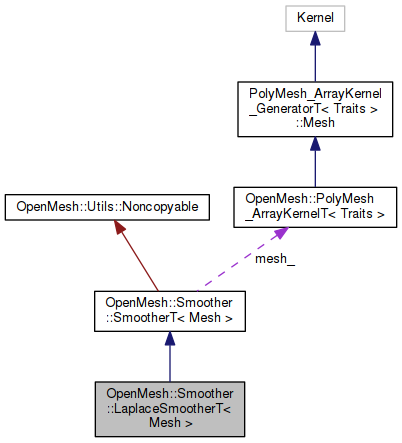 Kernel
PolyMesh_ArrayKernel
_GeneratorT< Traits >
::Mesh
OpenMesh::Utils::Noncopyable
OpenMesh::PolyMesh
_ArrayKernelT< Traits >
mesh_
OpenMesh::Smoother
::SmootherT< Mesh >
OpenMesh::Smoother
::LaplaceSmootherT<
Mesh >